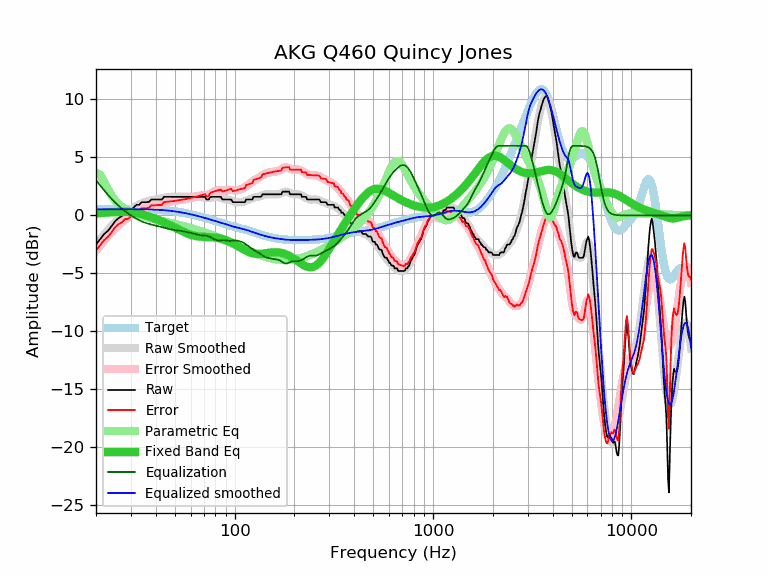 AKG Q460 Quincy Jones
10
5
0
−5
−10
−15
−20
−25
Amplitude (dBr)
Target
Raw Smoothed
Error Smoothed
Raw
Error
Parametric Eq
Fixed Band Eq
Equalization
Equalized smoothed
100
1000
10000
Frequency (Hz)